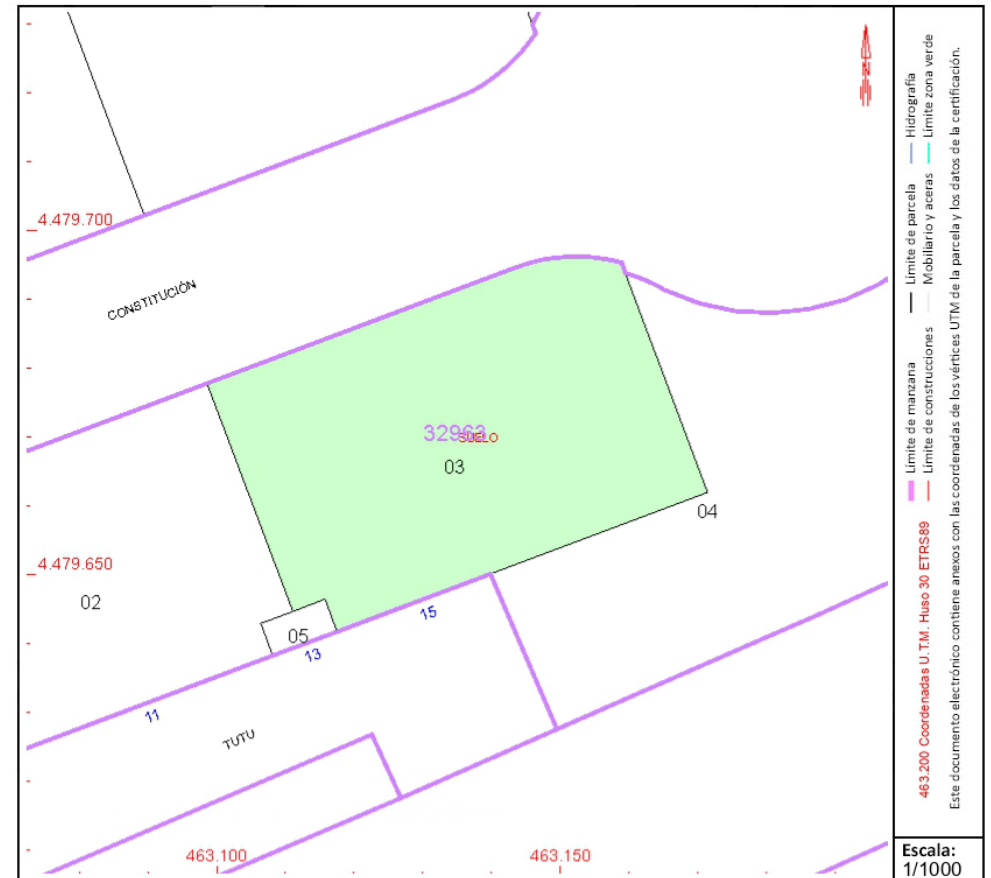 4.479.700
CONSTITUCIÓN
32963
SUELO
03
04
4.479.650
02
05
15
13
11
TUTU
463.100
463.150
N
Límite de manzana
Límite de parcela
Hidrografía
Límite de construcciones
Mobiliario y aceras
Límite zona verde
463.200 Coordenadas U.T.M. Huso 30 ETRS89
Este documento electrónico contiene anexos con las coordenadas de los vértices UTM de la parcela y los datos de la certificación.
Escala:
1/1000